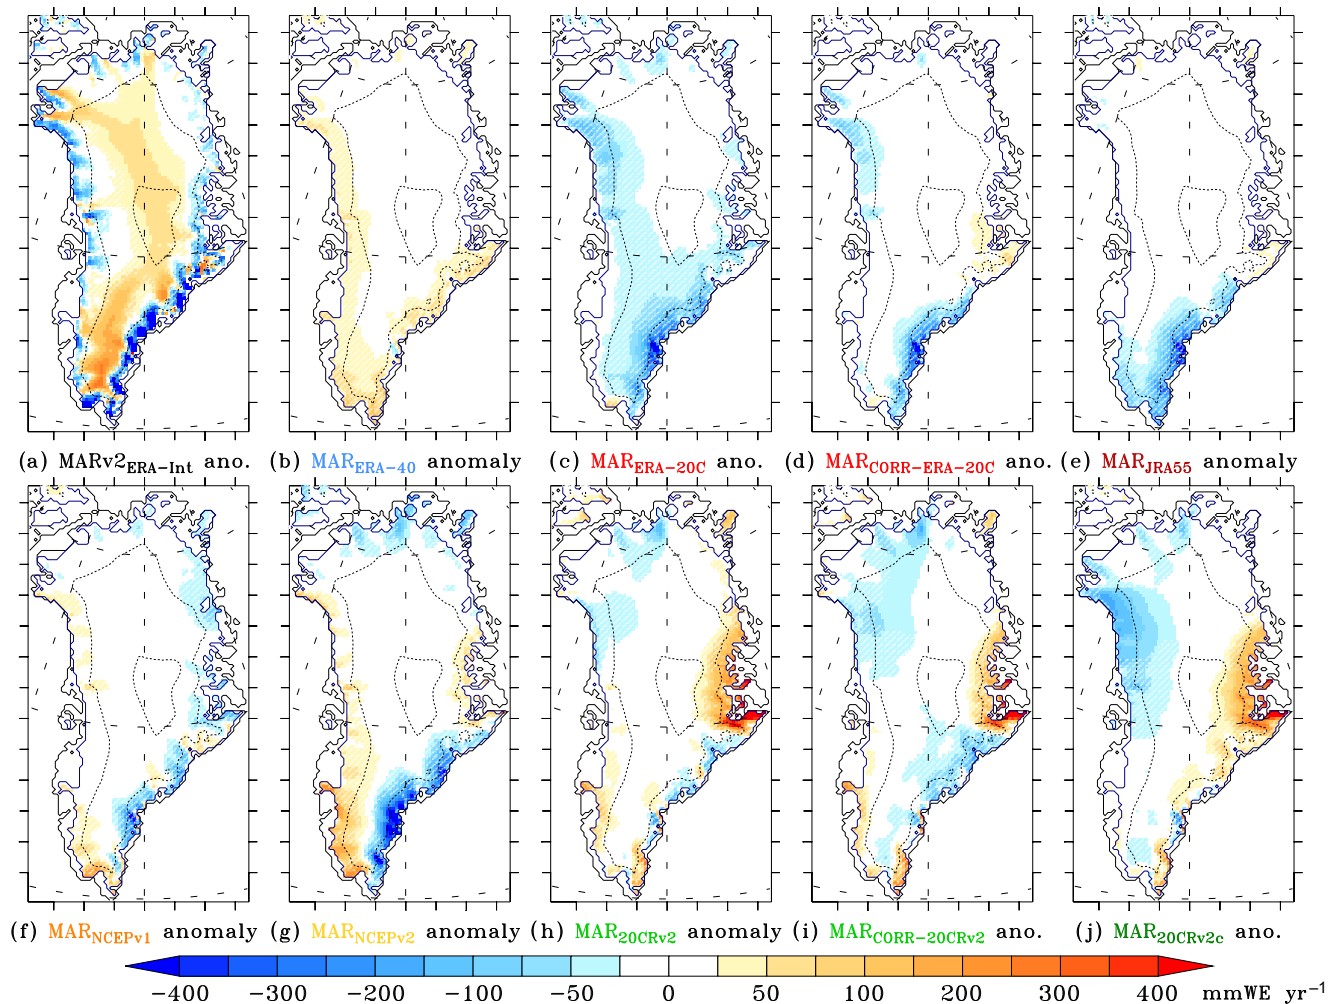 (a) MARv2ERA-Int ano. (b) MARERA-40 anomaly (c) MARERA-20C ano. (d) MARCORR-ERA-20C ano. (e) MARJRA55 anomaly
(f) MARNCEPv1 anomaly (g) MARNCEPv2 anomaly (h) MAR20CRv2 anomaly (i) MARCORR-20CRv2 ano. (j) MAR20CRv2c ano.
-400 -300 -200 -100 -50 0 50 100 200 300 400 mmWE yr-1